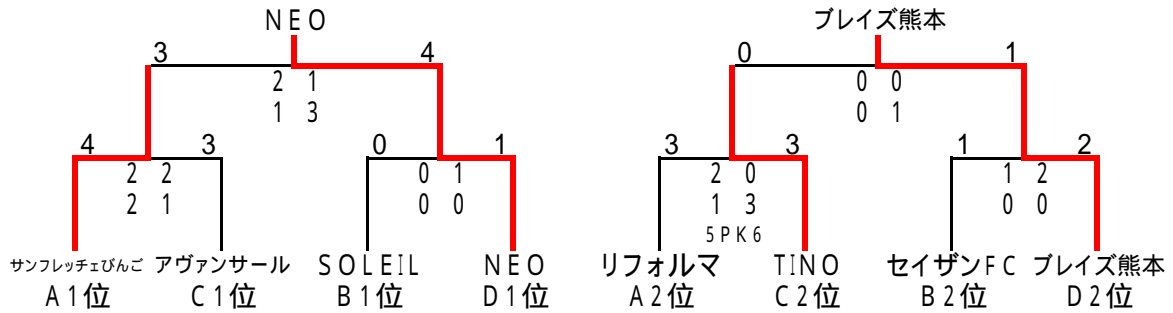 NEO ブレイズ熊本
3 4 0 1
2 1 0 0
1 3 0 1
4 3 0 1 3 3 1 2
2 2 0 1 2 0 1 2
2 1 0 0 1 3 0 0
5PK6
サンフレッチェびんご アヴァンサール SOLEIL NEO リフォルマ TINO セイザンFC ブレイズ熊本
A1位 C1位 B1位 D1位 A2位 C2位 B2位 D2位